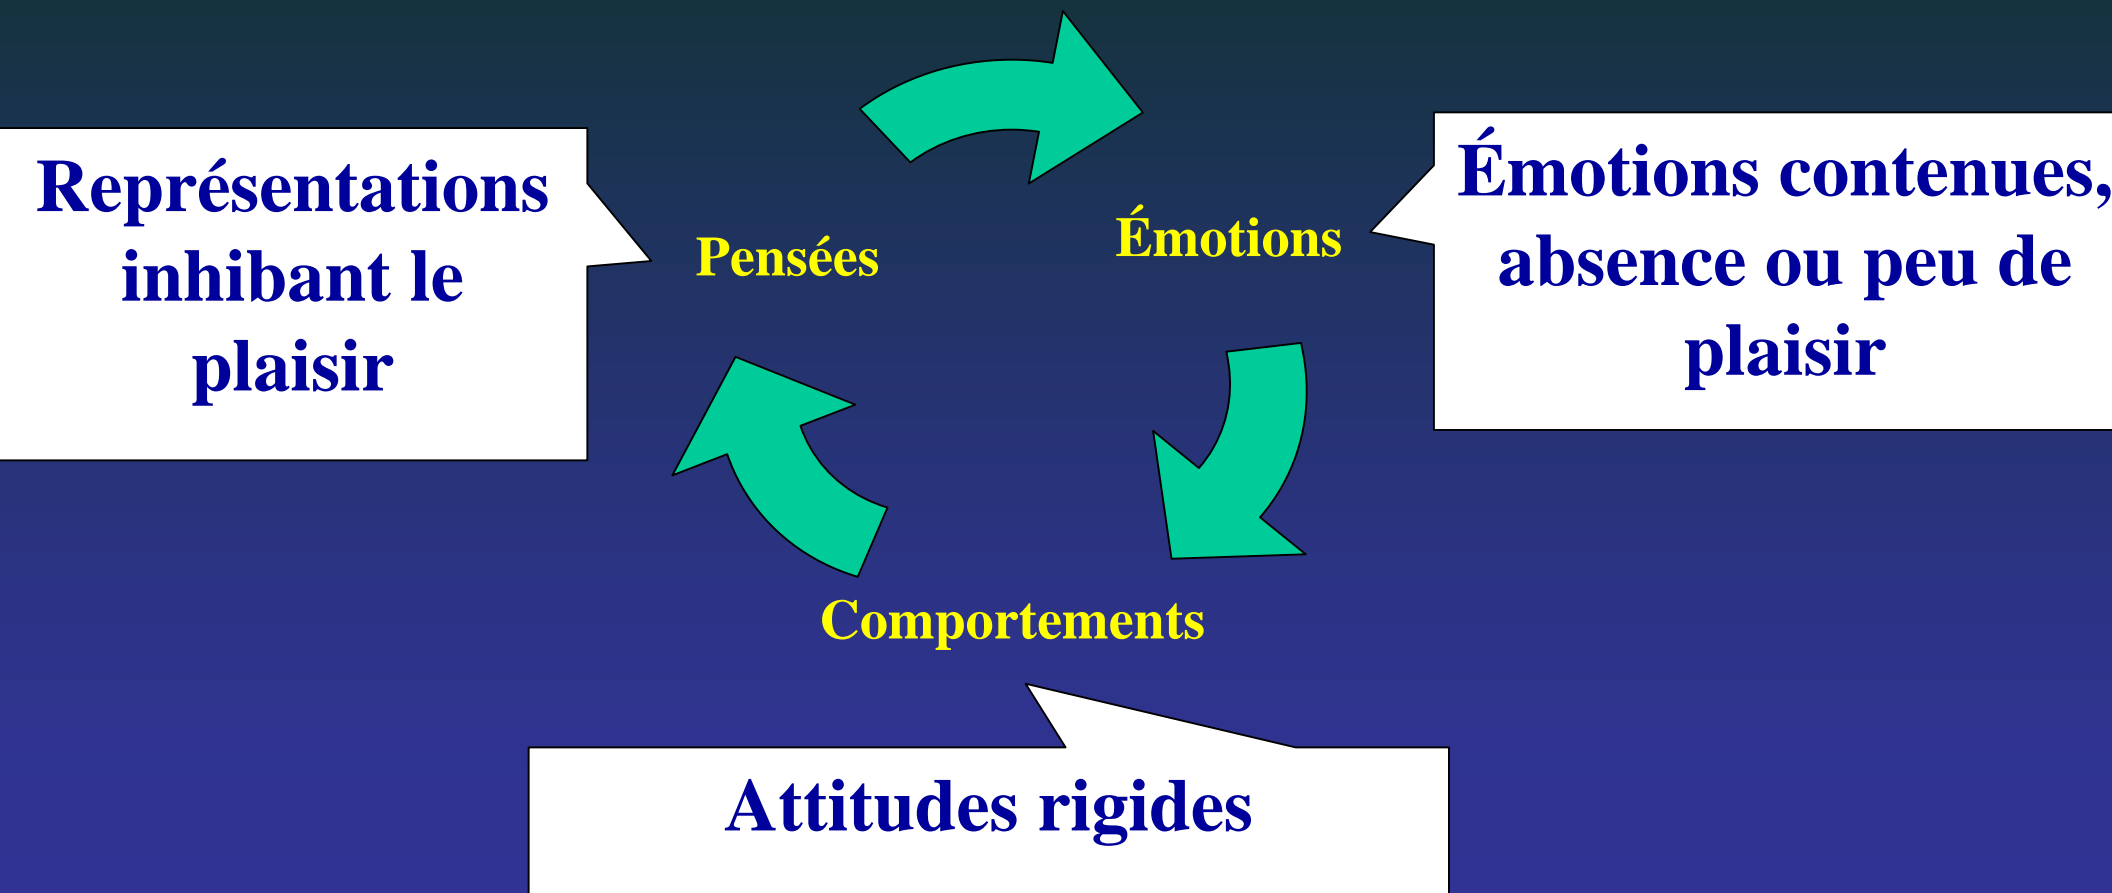 Représentations
inhibant le
plaisir
Pensées
Émotions
Émotions contenues,
absence ou peu de
plaisir
Comportements
Attitudes rigides